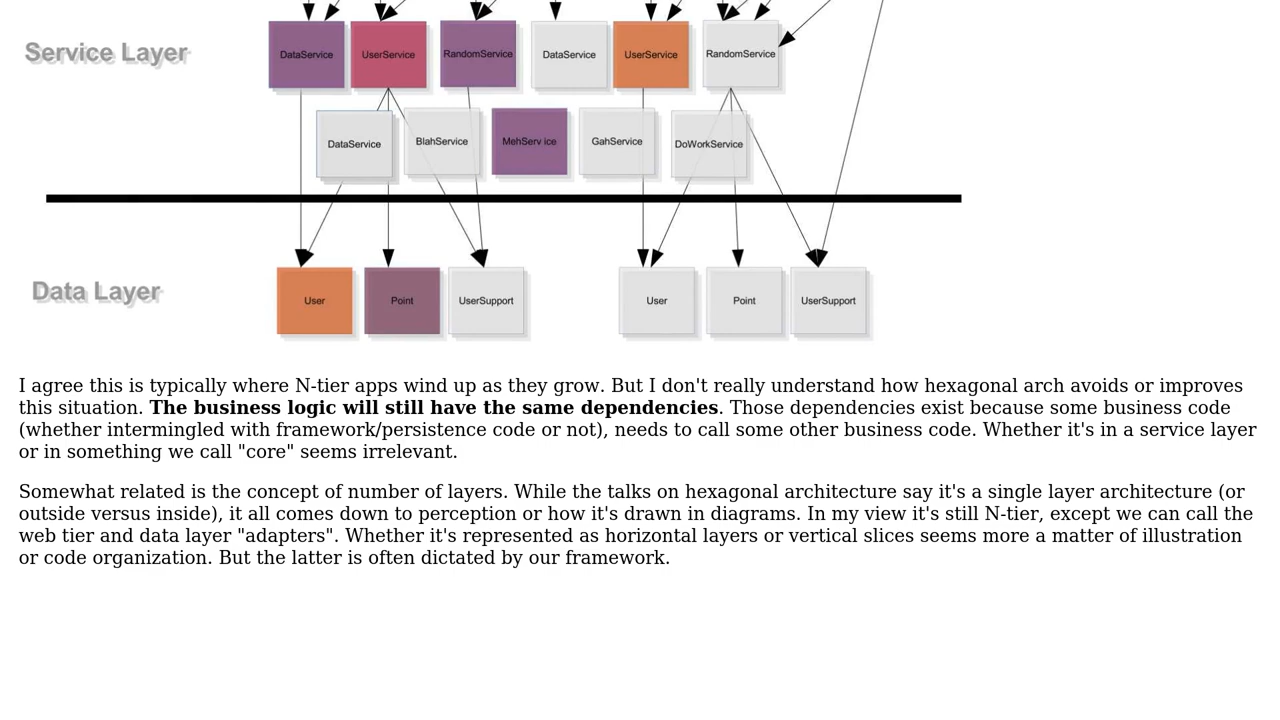 Service Layer
DataService
UserService
RandomService
DataService
UserService
RandomService
DataService
BlahService
MehServ ice
GahService
DoWorkService
Data Layer
User
Point
UserSupport
User
Point
UserSupport
I agree this is typically where N-tier apps wind up as they grow. But I don't really understand how hexagonal arch avoids or improves
this situation. The business logic will still have the same dependencies. Those dependencies exist because some business code
(whether intermingled with framework/persistence code or not), needs to call some other business code. Whether it's in a service layer
or in something we call "core" seems irrelevant.
Somewhat related is the concept of number of layers. While the talks on hexagonal architecture say it's a single layer architecture (or
outside versus inside), it all comes down to perception or how it's drawn in diagrams. In my view it's still N-tier, except we can call the
web tier and data layer "adapters". Whether it's represented as horizontal layers or vertical slices seems more a matter of illustration
or code organization. But the latter is often dictated by our framework.